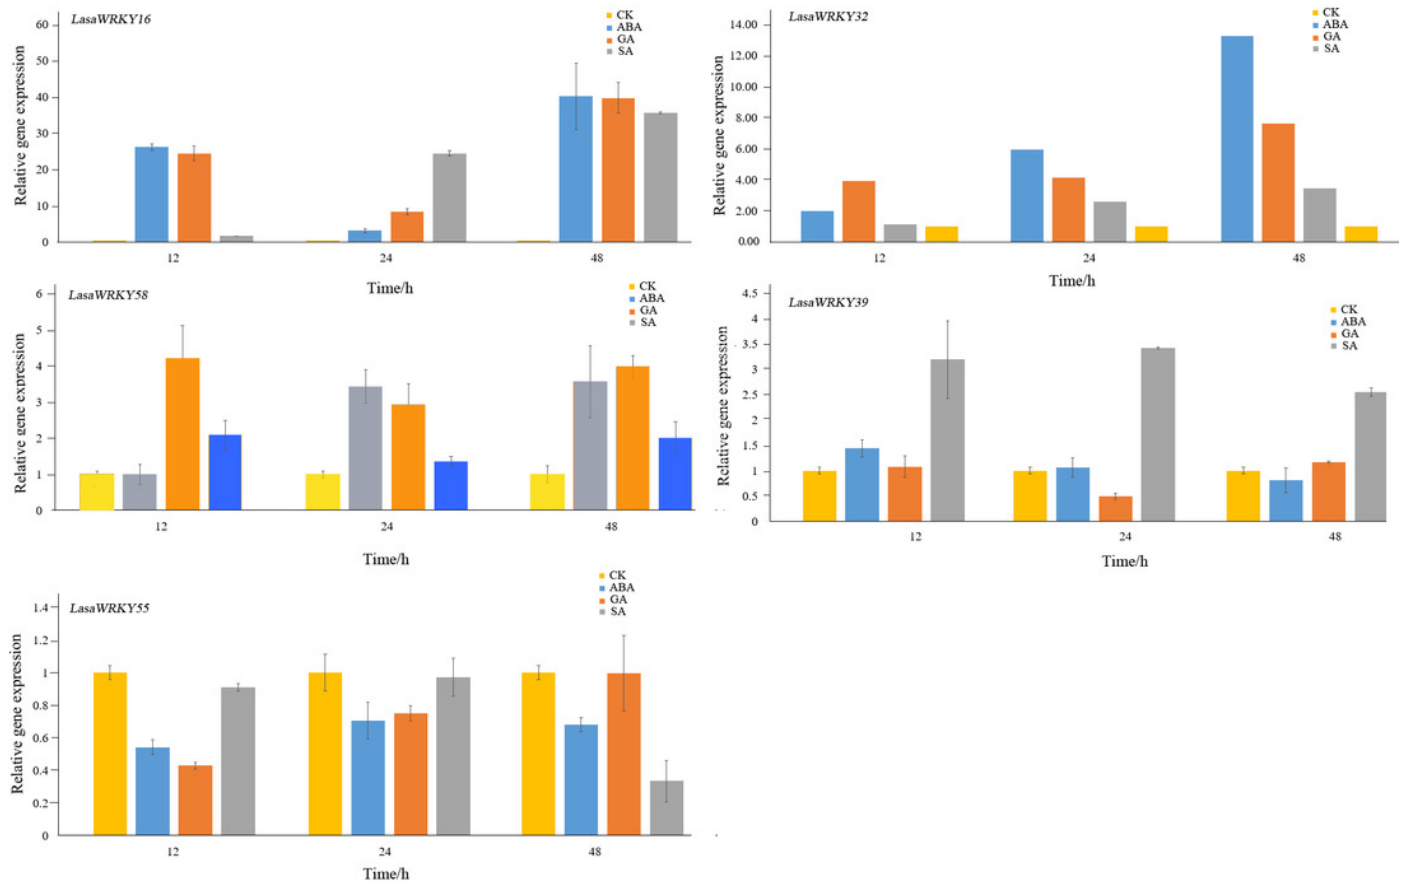 LasaWRKY16
CK
ABA
GA
SA
60
50
40
30
20
10
0
Relative gene expression
12
24
48
Time/h
LasaWRKY32
CK
ABA
GA
SA
14.00
12.00
10.00
8.00
6.00
4.00
2.00
0.00
Relative gene expression
12
24
48
Time/h
LasaWRKY58
CK
ABA
GA
SA
6
5
4
3
2
1
0
Relative gene expression
12
24
48
Time/h
LasaWRKY39
CK
ABA
GA
SA
4.5
4
3.5
3
2.5
2
1.5
1
0.5
0
Relative gene expression
12
24
48
Time/h
LasaWRKY55
CK
ABA
GA
SA
1.4
1.2
1
0.8
0.6
0.4
0.2
0
Relative gene expression
12
24
48
Time/h